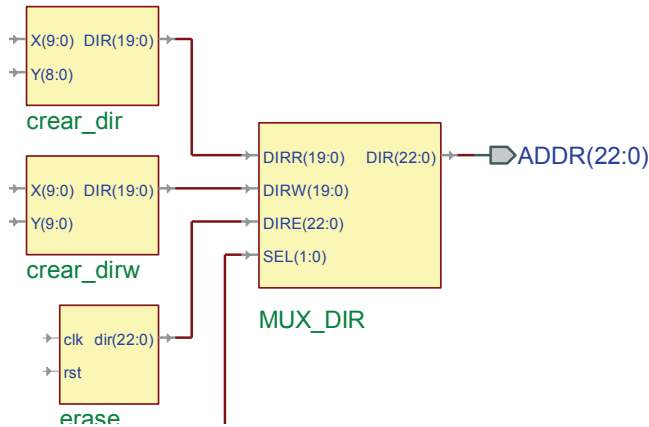 X(9:0) DIR(19:0)
Y(8:0)
crear_dir
X(9:0) DIR(19:0)
Y(9:0)
crear_dirw
clk dir(22:0)
rst
erase
DIRR(19:0) DIR(22:0)
DIRW(19:0)
DIRE(22:0)
SEL(1:0)
MUX_DIR
ADDR(22:0)